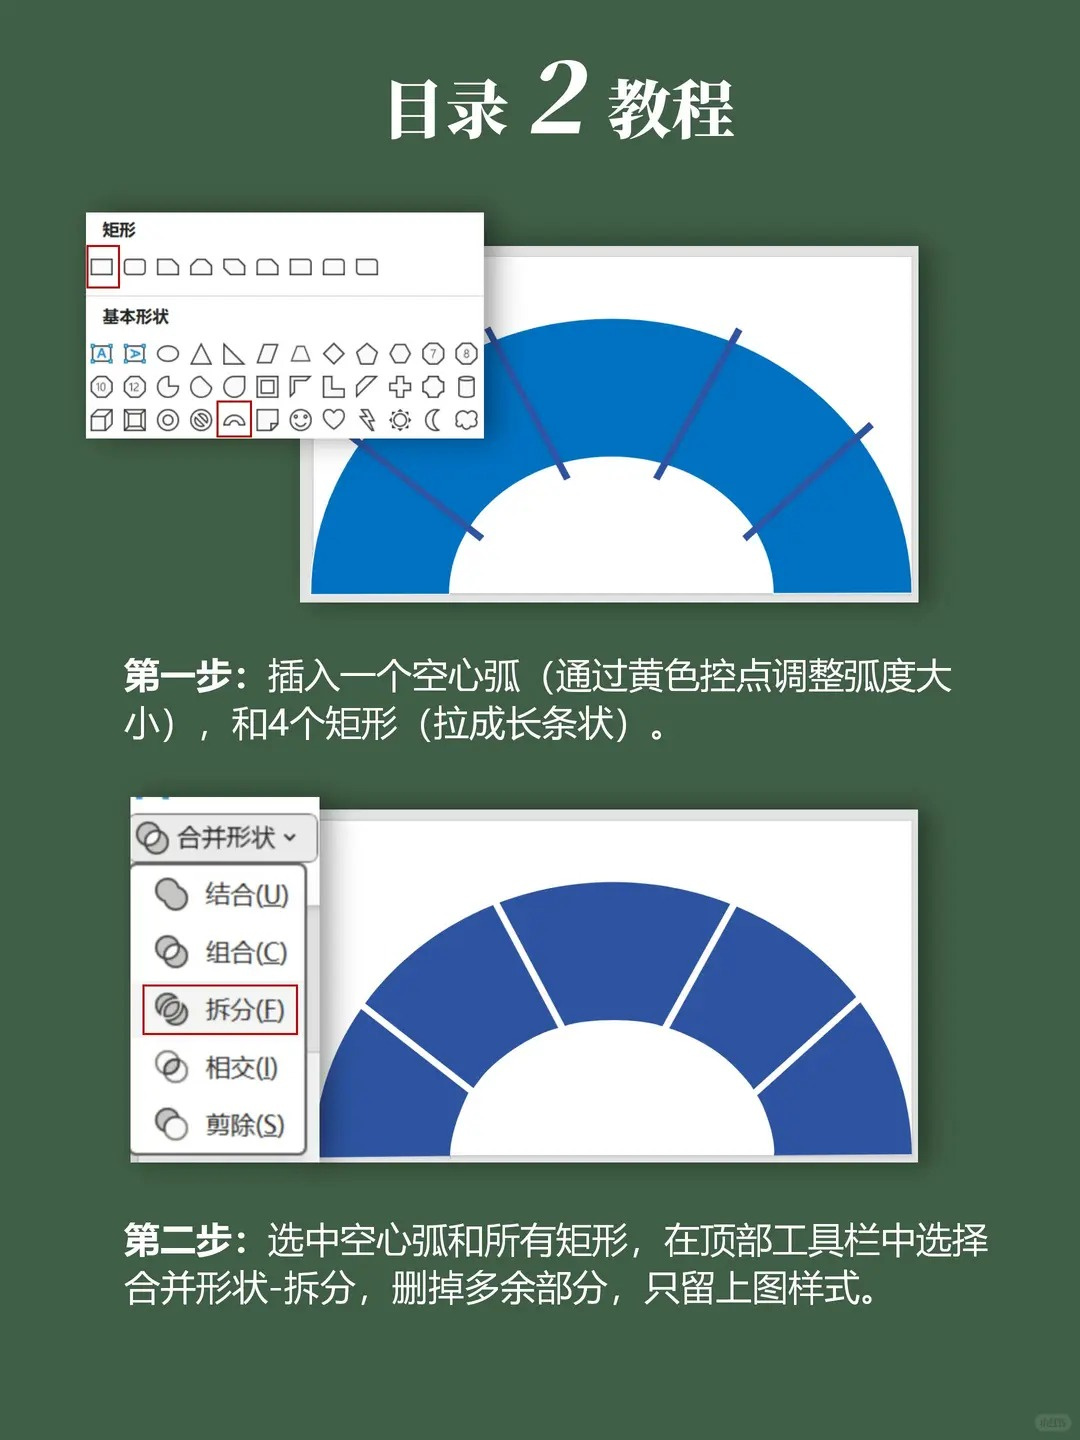 目录 2 教程
矩形
基本形状
A A 7 8
10 12
第一步：插入一个空心弧（通过黄色控点调整弧度大
小），和4个矩形（拉成长条状）。
合并形状
结合(U)
组合(C)
拆分(F)
相交(I)
剪除(S)
第二步：选中空心弧和所有矩形，在顶部工具栏中选择
合并形状-拆分，删掉多余部分，只留上图样式。